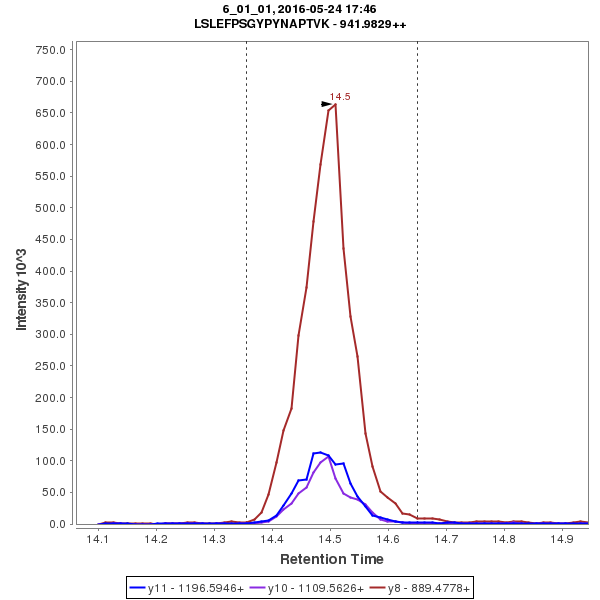 6_01_01, 2016-05-24 17:46
LSLEFPSGYPYNAPTVK - 941.9829++
750.0
700.0
650.0
600.0
550.0
500.0
450.0
400.0
350.0
300.0
250.0
200.0
150.0
100.0
50.0
0.0
Intensity 10^3
14.5
14.1 14.2 14.3 14.4 14.5 14.6 14.7 14.8 14.9
Retention Time
y11 - 1196.5946+ y10 - 1109.5626+ y8 - 889.4778+